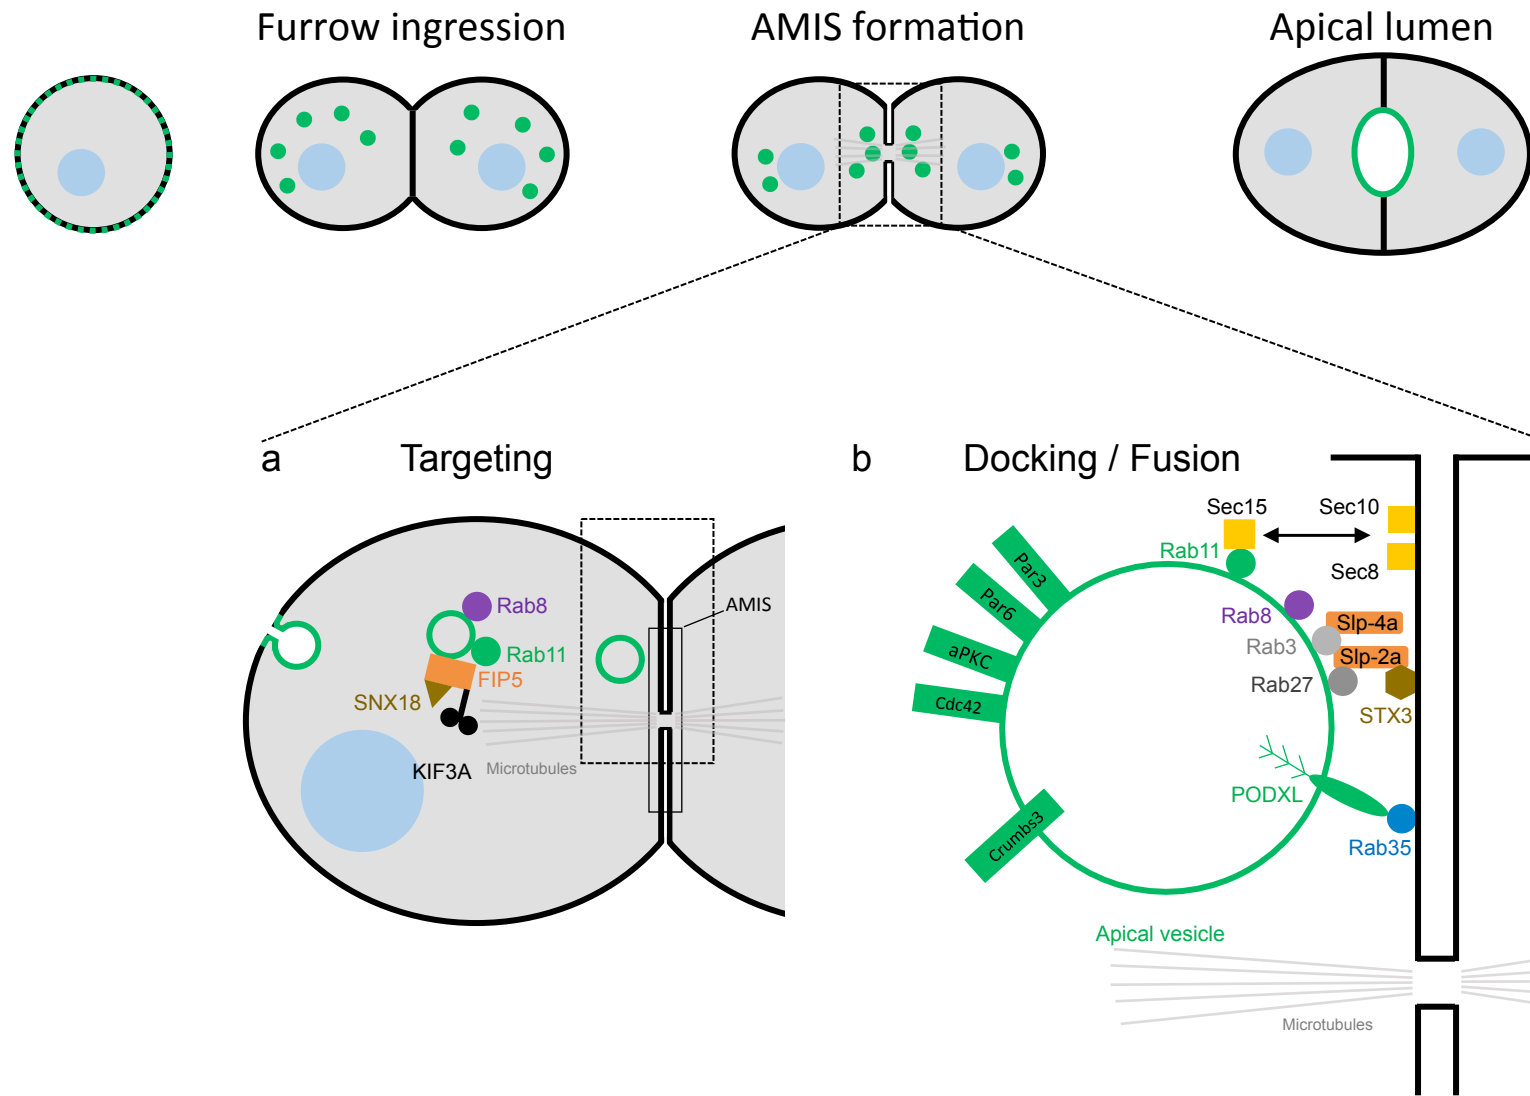 Furrow ingression
AMIS formation
Apical lumen
a
Targeting
Rab8
Rab11
FIP5
SNX18
KIF3A
Microtubules
AMIS
b
Docking / Fusion
Sec15
Sec10
Rab11
Sec8
Par3
Par6
aPKC
Cdc42
Crumbs3
Rab8
Slp-4a
Rab3
Slp-2a
Rab27
STX3
PODXL
Rab35
Apical vesicle
Microtubules